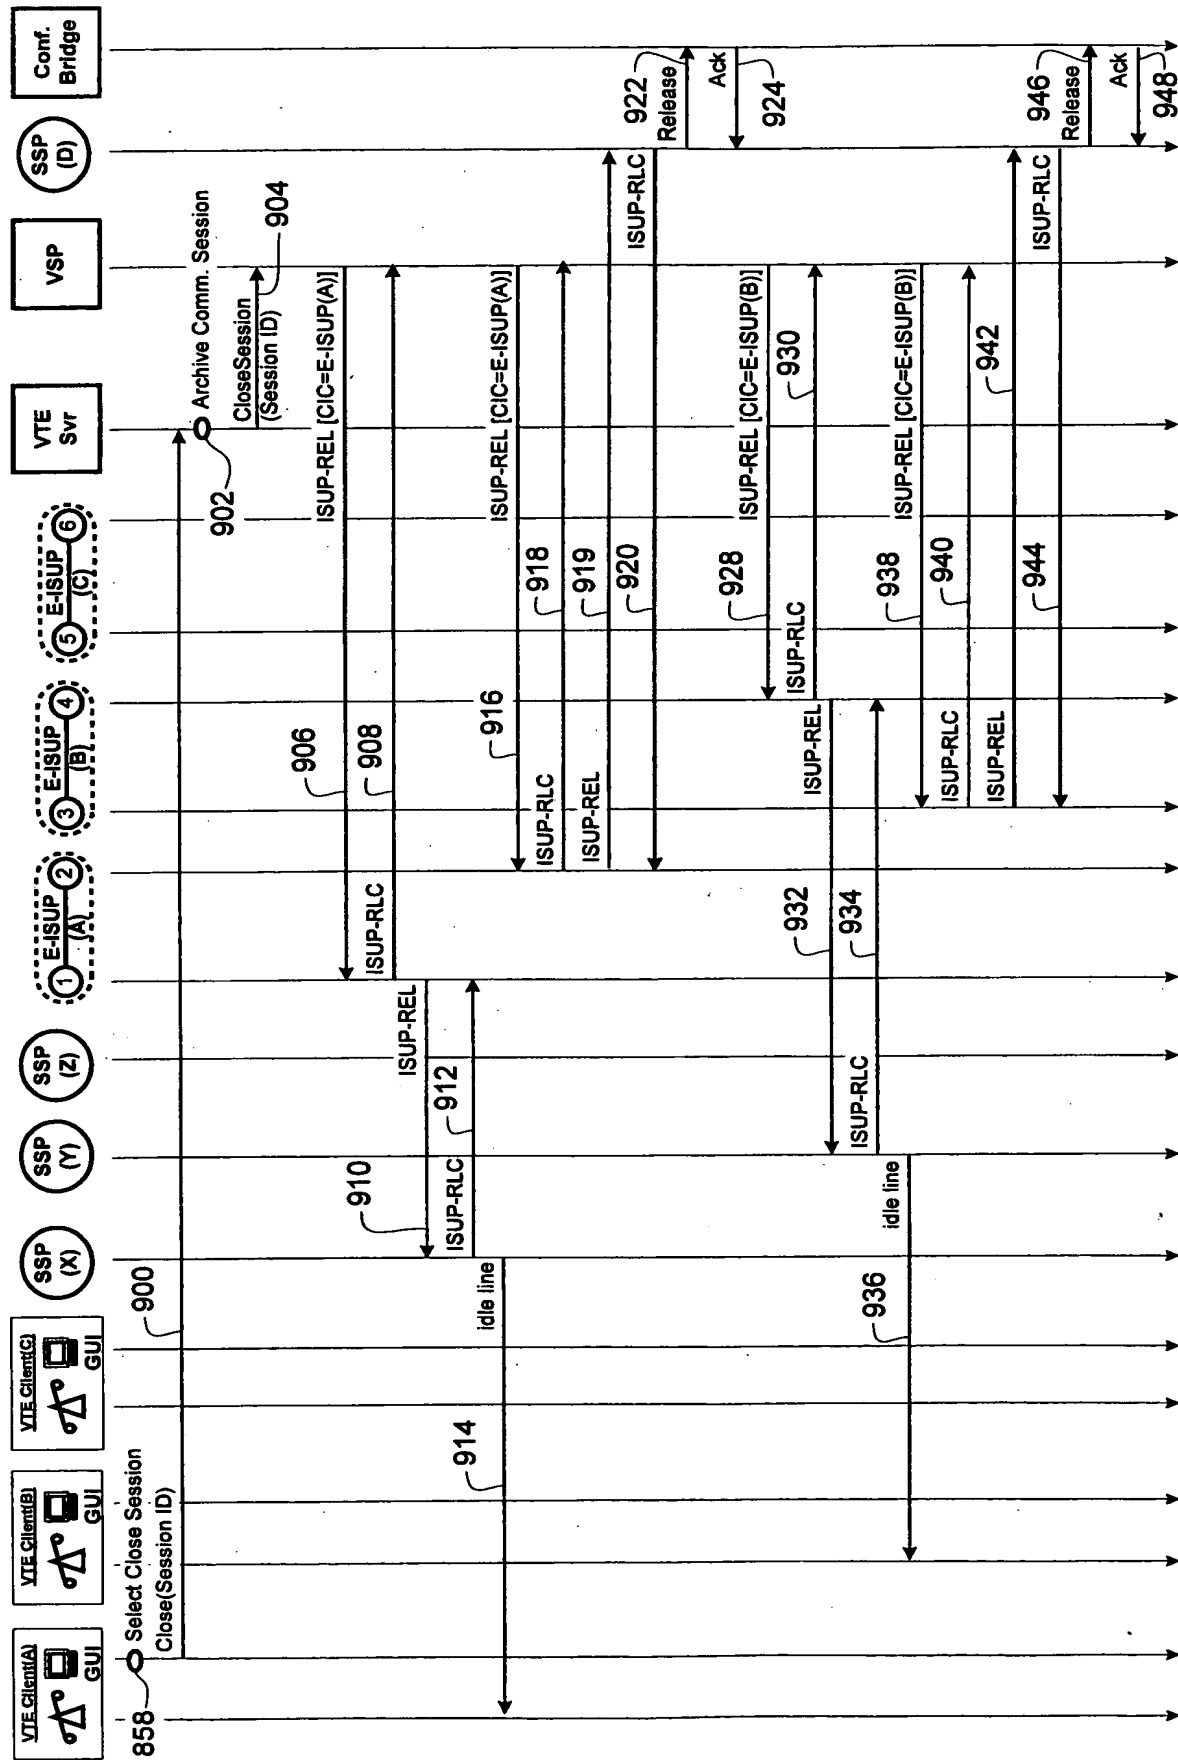 VTE Client(A)
GUI
VTE Client(B)
GUI
VTE Client(C)
GUI
SSP
(X)
SSP
(Y)
SSP
(Z)
1
E-ISUP
(A)
2
3
E-ISUP
(B)
4
5
E-ISUP
(C)
6
VTE
Svr
VSP
SSP
(D)
Conf.
Bridge
858
Select Close Session
Close(Session ID)
900
902
Archive Comm. Session
CloseSession
(Session ID)
904
ISUP-REL [CIC=E-ISUP(A)]
906
ISUP-RLC
908
ISUP-REL
910
ISUP-RLC
912
idle line
914
ISUP-REL [CIC=E-ISUP(A)]
916
ISUP-RLC
918
ISUP-REL
919
ISUP-RLC
920
Release
922
Ack
924
ISUP-REL [CIC=E-ISUP(B)]
928
ISUP-RLC
930
ISUP-REL
932
ISUP-RLC
934
idle line
936
ISUP-REL [CIC=E-ISUP(B)]
938
ISUP-RLC
940
ISUP-REL
942
ISUP-RLC
944
Release
946
Ack
948